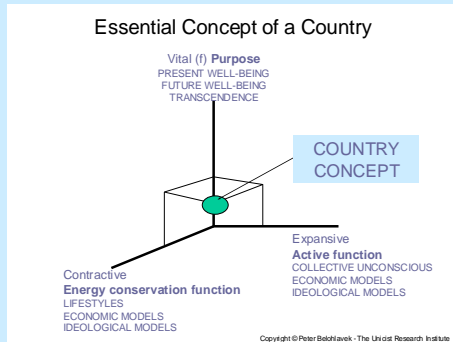 Essential Concept of a Country
Vital (f) Purpose
PRESENT WELL-BEING
FUTURE WELL-BEING
TRANSCENDENCE
COUNTRY
CONCEPT
Expansive
Active function
COLLECTIVE UNCONSCIOUS
ECONOMIC MODELS
IDEOLOGICAL MODELS
Contractive
Energy conservation function
LIFESTYLES
ECONOMIC MODELS
IDEOLOGICAL MODELS
Copyright © Peter Belohlavek - The Unicist Research Institute